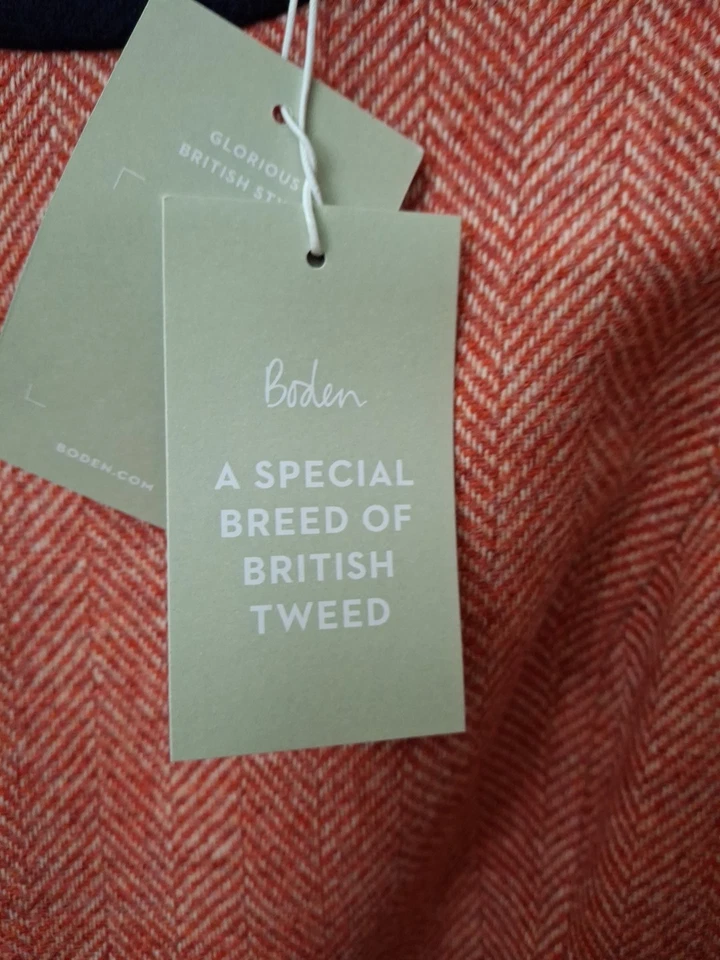 GLORIOUS
BRITISH
BODEN.COM
Boden
A SPECIAL
BREED OF
BRITISH
TWEED